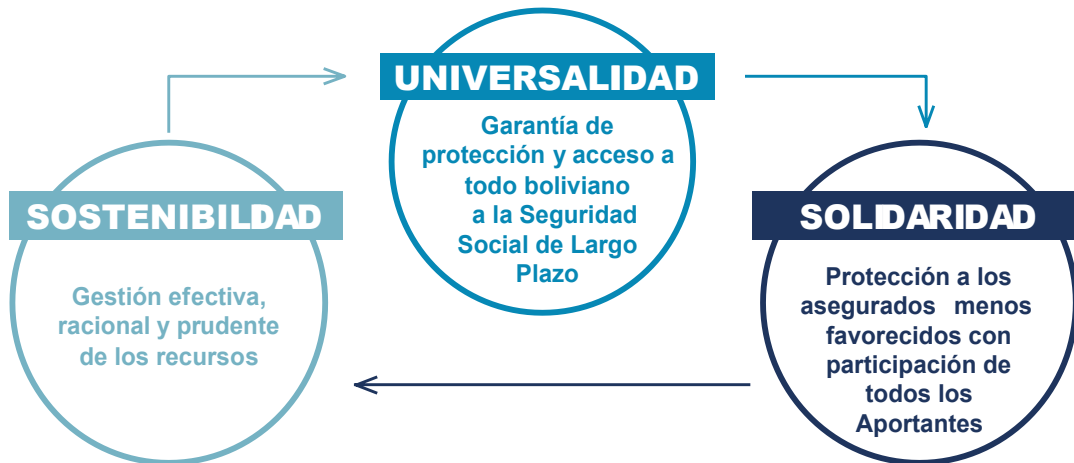 UNIVERSALIDAD
Garantía de
protección y acceso a
todo boliviano
a la Seguridad
Social de Largo
Plazo
SOSTENIBILDAD
Gestión efectiva,
racional y prudente
de los recursos
SOLIDARIDAD
Protección a los
asegurados menos
favorecidos con
participación de
todos los
Aportantes